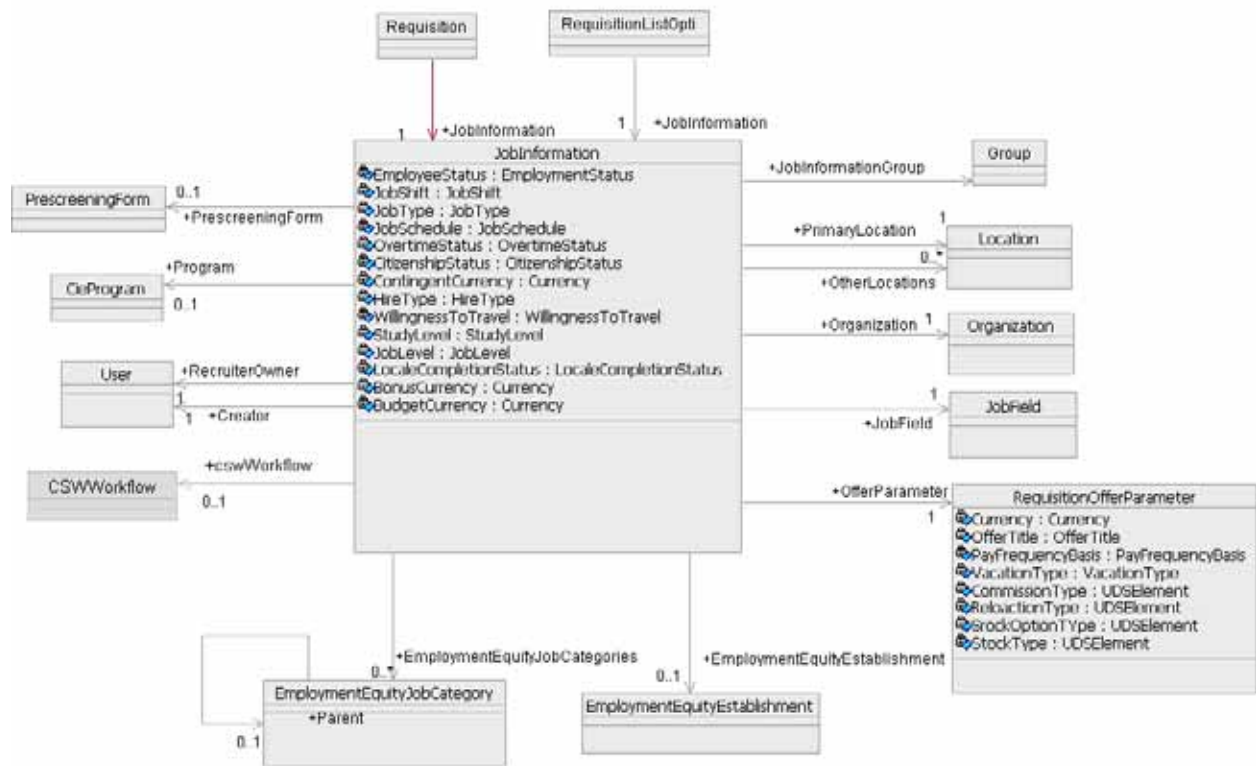 Requisition
RequisitionListOpti
1
+JobInformation
1
+JobInformation
JobInformation
EmployeeStatus : EmploymentStatus
JobShift : JobShift
JobType : JobType
JobSchedule : JobSchedule
OvertimeStatus : OvertimeStatus
CitizenshipStatus : CitizenshipStatus
ContingentCurrency : Currency
HireType : HireType
WillingnessToTravel : WillingnessToTravel
StudyLevel : StudyLevel
JobLevel : JobLevel
LocaleCompletionStatus : LocaleCompletionStatus
BonusCurrency : Currency
BudgetCurrency : Currency
PrescreeningForm
0..1
+PrescreeningForm
+Program
CieProgram
0..1
User
+RecruiterOwner
1
1
+Creator
+cswWorkflow
CSWWorkflow
0..1
+JobInformationGroup
Group
1
+PrimaryLocation
Location
0..*
+OtherLocations
+Organization
1
Organization
1
JobField
+JobField
+OfferParameter
1
RequisitionOfferParameter
Currency : Currency
OfferTitle : OfferTitle
PayFrequencyBasis : PayFrequencyBasis
VacationType : VacationType
CommissionType : UDSElement
ReloactionType : UDSElement
SrockOptionTYpe : UDSElement
StockType : UDSElement
+EmploymentEquityJobCategories
0..*
EmploymentEquityJobCategory
+Parent
0..1
+EmploymentEquityEstablishment
0..1
EmploymentEquityEstablishment